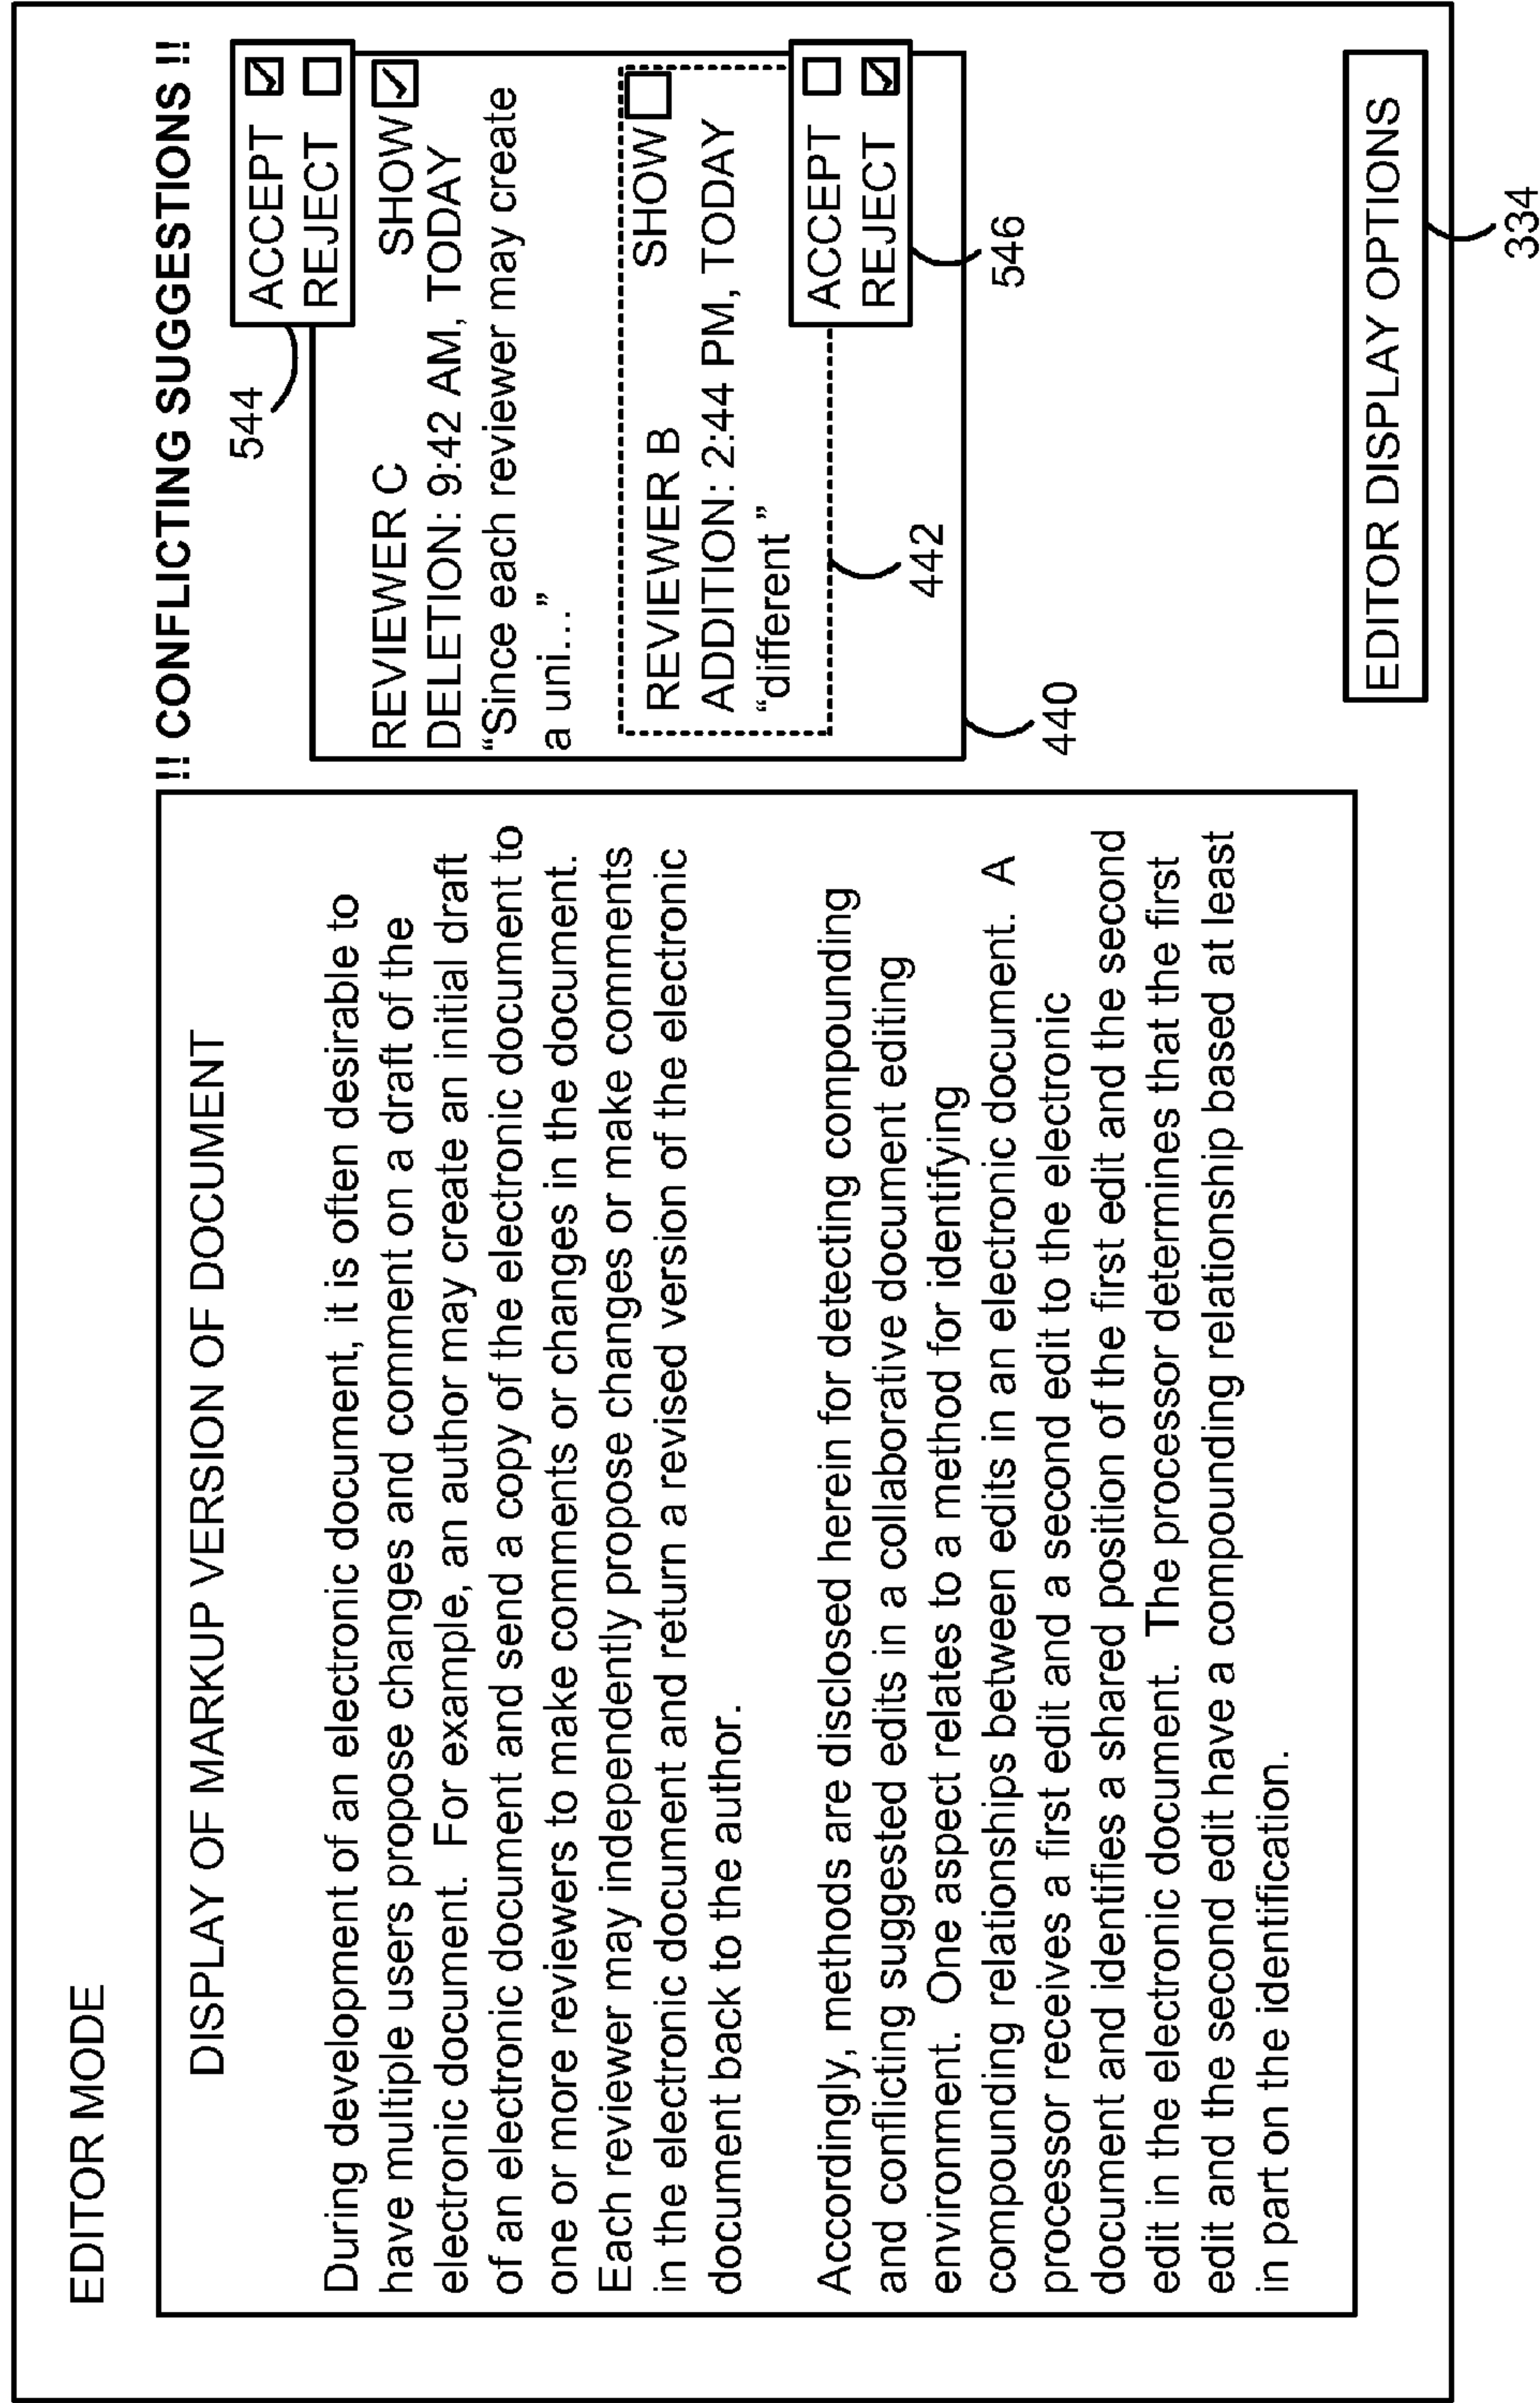 EDITOR MODE
DISPLAY OF MARKUP VERSION OF DOCUMENT
During development of an electronic document, it is often desirable to
have multiple users propose changes and comment on a draft of the
electronic document.  For example, an author may create an initial draft
of an electronic document and send a copy of the electronic document to
one or more reviewers to make comments or changes in the document.
Each reviewer may independently propose changes or make comments
in the electronic document and return a revised version of the electronic
document back to the author.
Accordingly, methods are disclosed herein for detecting compounding
and conflicting suggested edits in a collaborative document editing
environment.  One aspect relates to a method for identifying
compounding relationships between edits in an electronic document.  A
processor receives a first edit and a second edit to the electronic
document and identifies a shared position of the first edit and the second
edit in the electronic document.  The processor determines that the first
edit and the second edit have a compounding relationship based at least
in part on the identification.
!! CONFLICTING SUGGESTIONS !!
544
ACCEPT
REJECT
REVIEWER C SHOW
DELETION: 9:42 AM, TODAY
“Since each reviewer may create
a uni…”
REVIEWER B SHOW
ADDITION: 2:44 PM, TODAY
“different ”
ACCEPT
REJECT
442
546
440
EDITOR DISPLAY OPTIONS
334